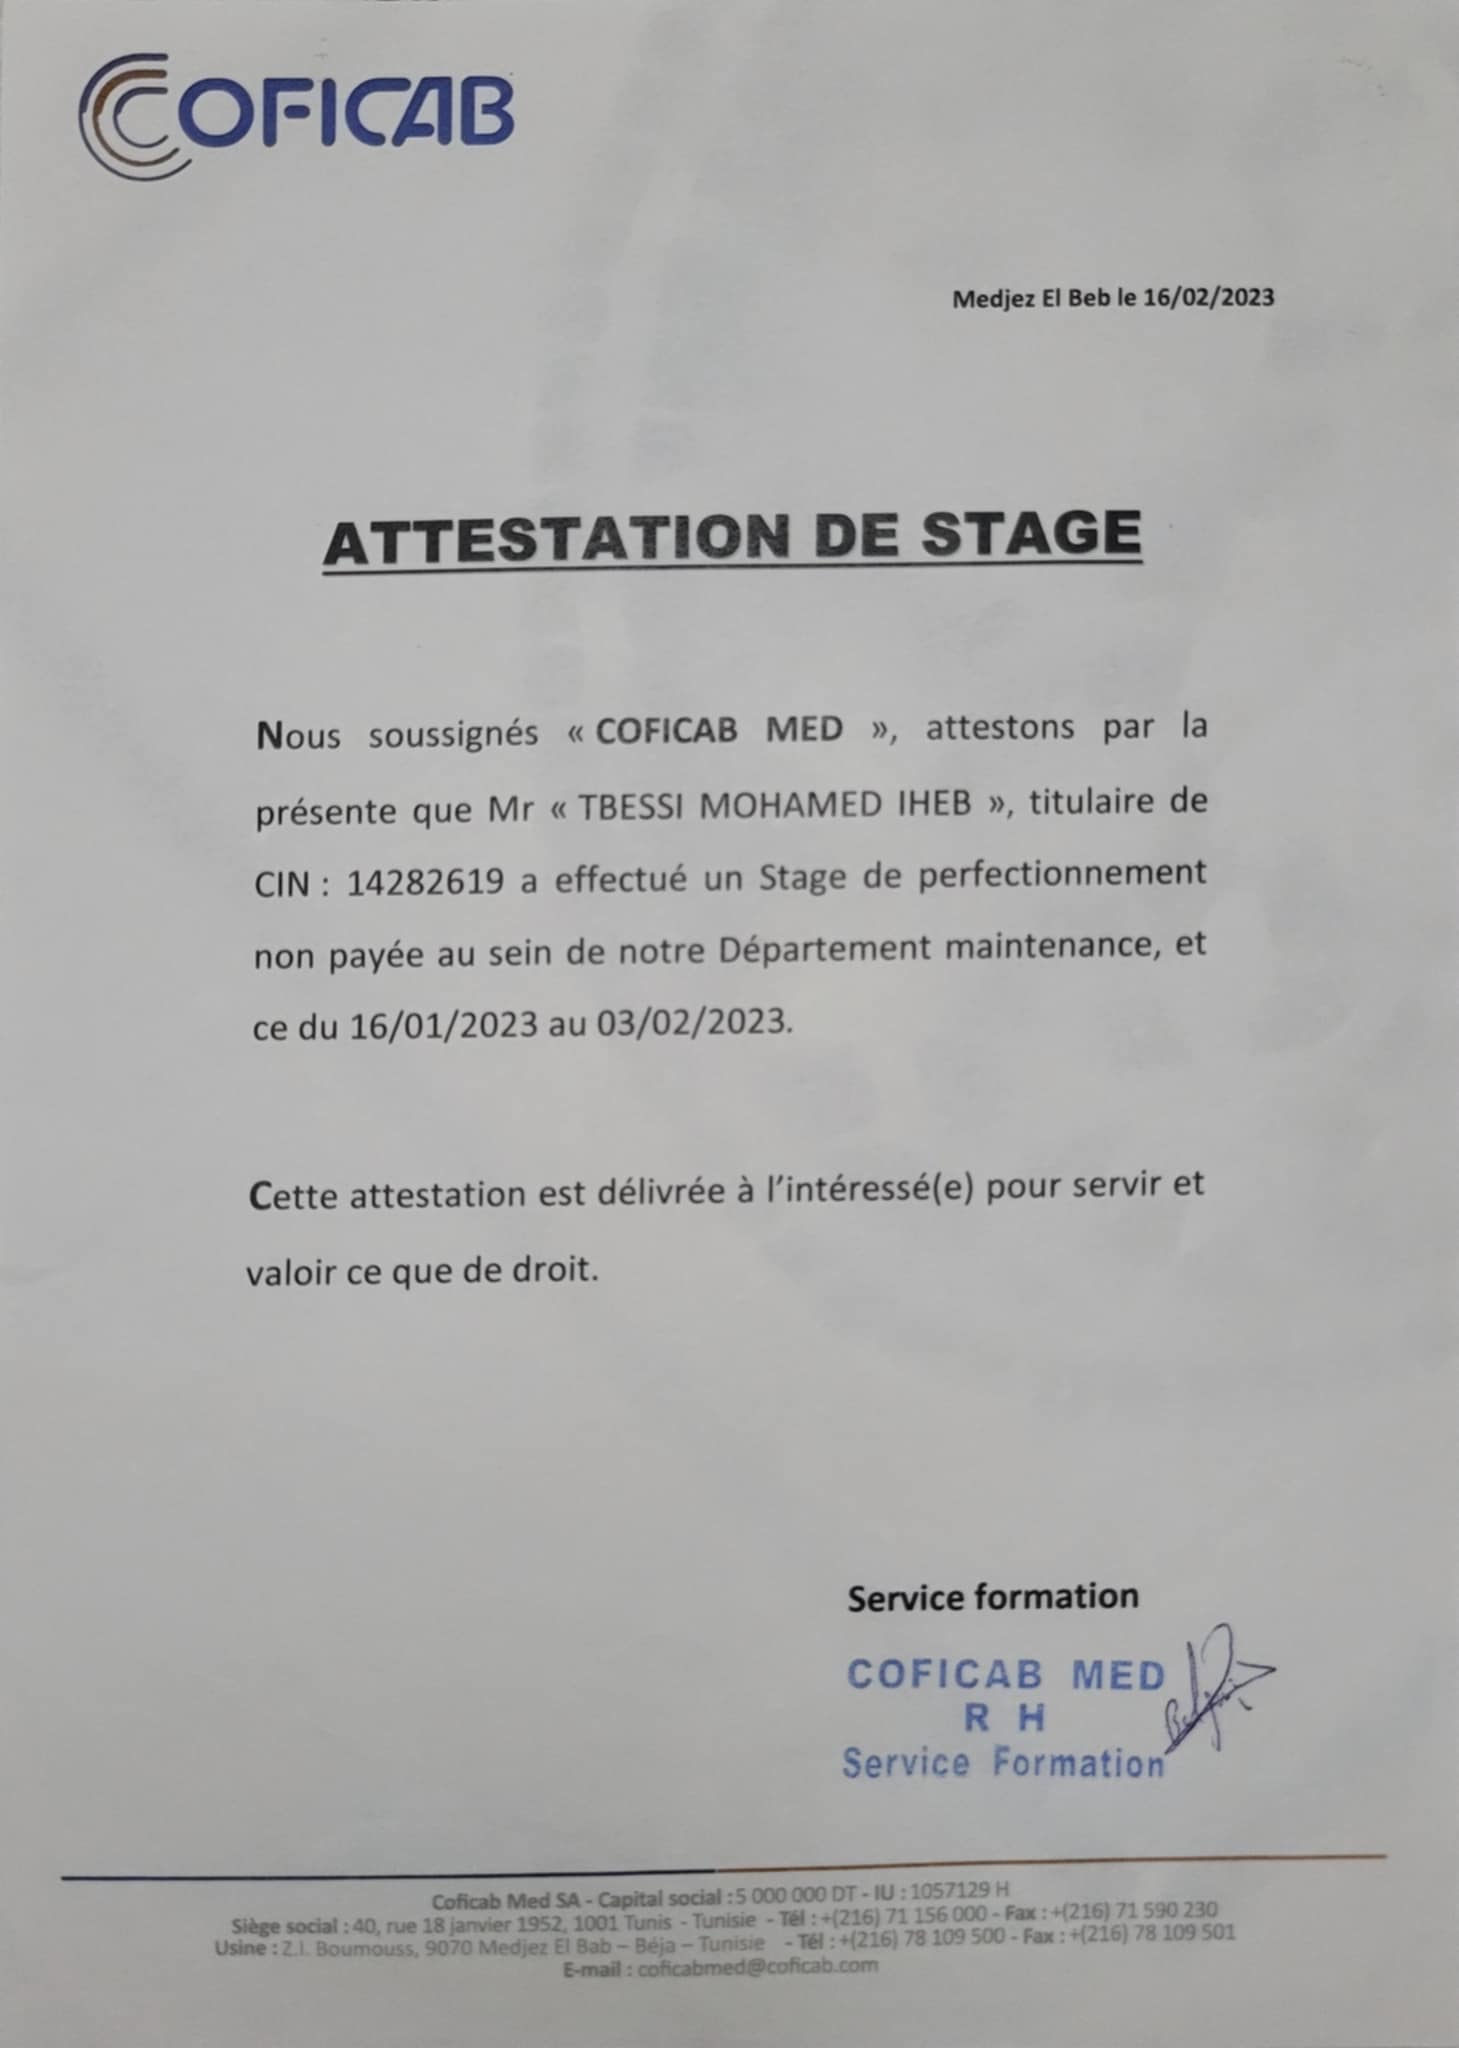 COFICAB
Medjez El Beb le 16/02/2023
ATTESTATION DE STAGE
Nous soussignés « COFICAB MED », attestons par la
présente que Mr « TBESSI MOHAMED IHEB », titulaire de
CIN : 14282619 a effectué un Stage de perfectionnement
non payée au sein de notre Département maintenance, et
ce du 16/01/2023 au 03/02/2023.
Cette attestation est délivrée à l'intéressé(e) pour servir et
valoir ce que de droit.
Service formation
COFICAB MED
R H
Service Formation
Coficab Med SA - Capital social : 5 000 000 DT - IU : 1057129 H
Siège social : 40, rue 18 janvier 1952, 1001 Tunis - Tunisie - Tél : +(216) 71 156 000 - Fax : +(216) 71 590 230
Usine : Z.I. Boumouss, 9070 Medjez El Bab – Béja – Tunisie - Tél : +(216) 78 109 500 - Fax : +(216) 78 109 501
E-mail : coficabmed@coficab.com